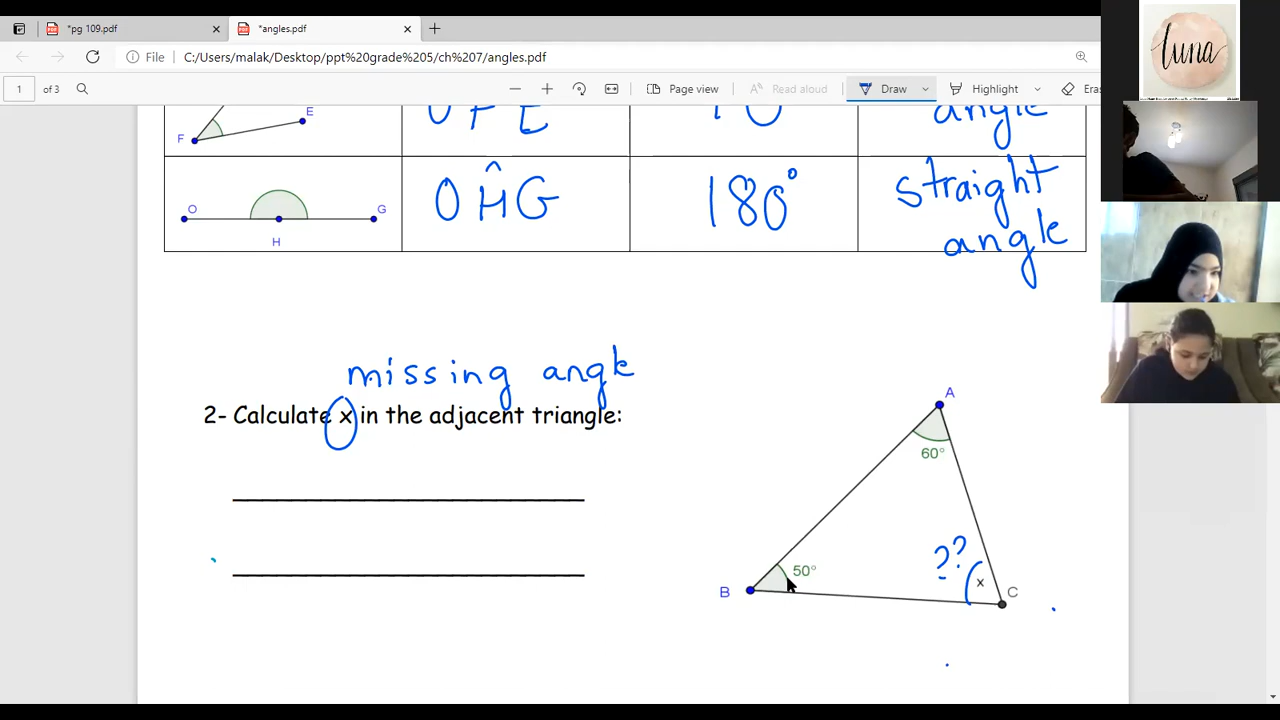 *pg 109.pdf
*angles.pdf
File C:/Users/malak/Desktop/ppt%20grade%205/ch%207/angles.pdf
1 of 3 Page view Read aloud Draw Highlight Eras
luna
E
F
angle
O G
H
OĤG
180°
straight
angle
missing angle
2- Calculate x in the adjacent triangle:
A
60°
??
50°
x
B
C